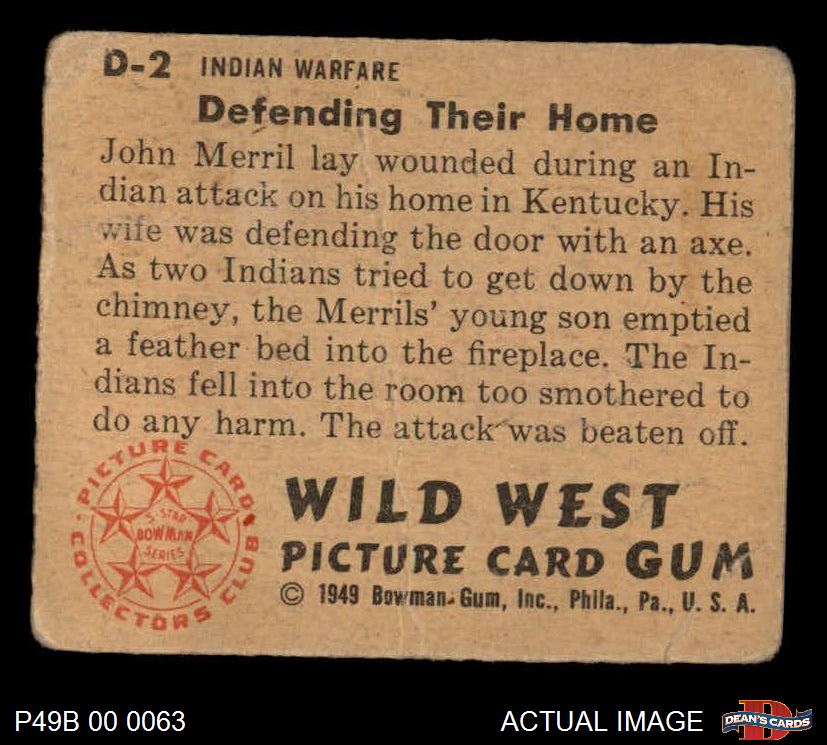 D-2 INDIAN WARFARE
Defending Their Home
John Merril lay wounded during an In-
dian attack on his home in Kentucky. His
wife was defending the door with an axe.
As two Indians tried to get down by the
chimney, the Merrils' young son emptied
a feather bed into the fireplace. The In-
dians fell into the room too smothered to
do any harm. The attack was beaten off.
PICTURE CARD COLLECTORS CLUB
5-STAR
BOWMAN
SERIES
WILD WEST
PICTURE CARD GUM
© 1949 Bowman Gum, Inc., Phila., Pa., U. S. A.
P49B 00 0063
ACTUAL IMAGE
D
DEAN'S CARDS